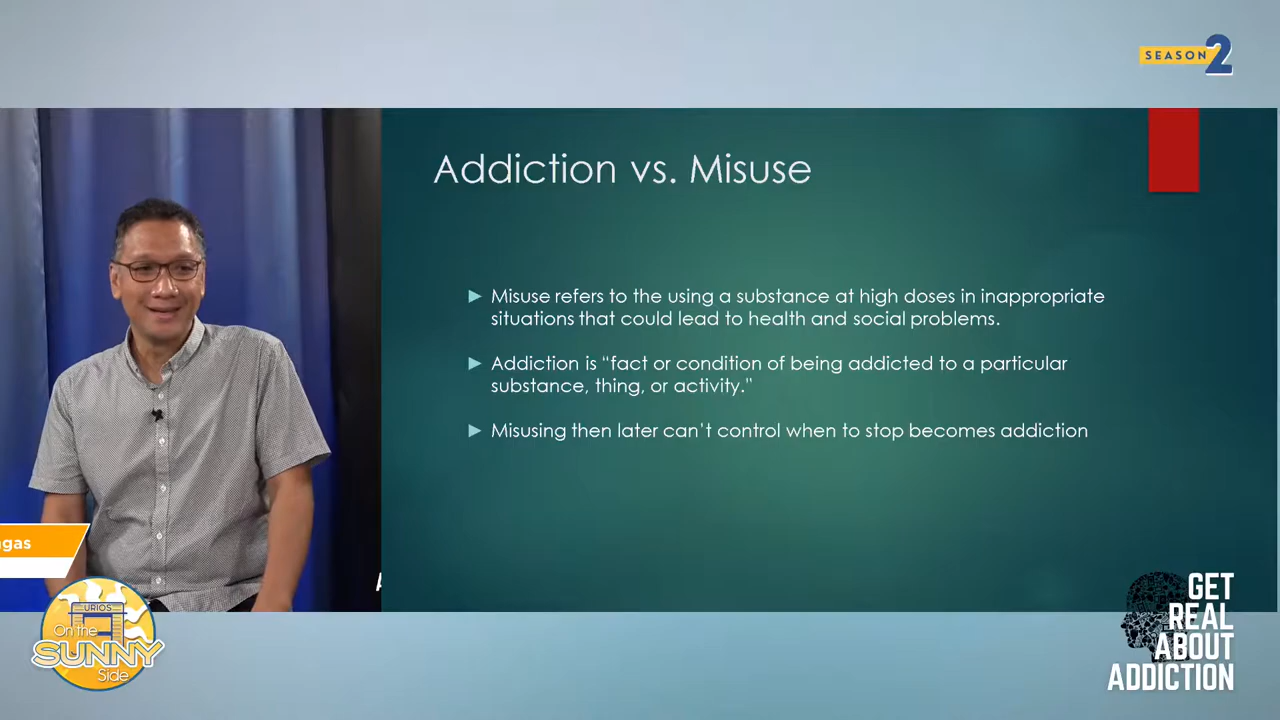 SEASON 2
Addiction vs. Misuse
Misuse refers to the using a substance at high doses in inappropriate
situations that could lead to health and social problems.
Addiction is “fact or condition of being addicted to a particular
substance, thing, or activity."
Misusing then later can’t control when to stop becomes addiction
gas
URIOS
On the
SUNNY
Side
GET
REAL
ABOUT
ADDICTION